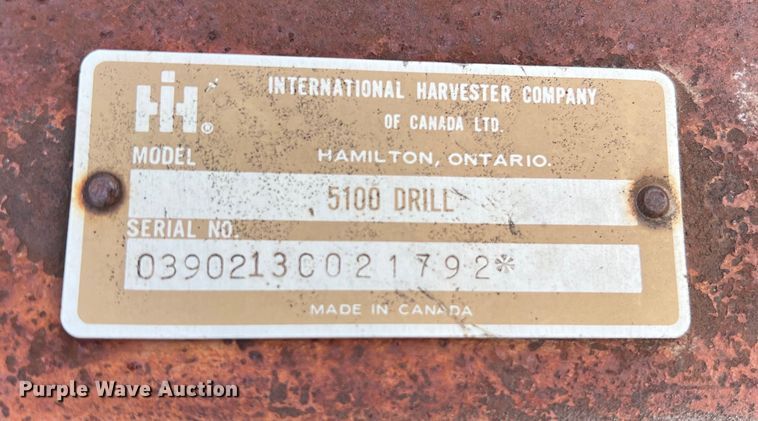 IH®
INTERNATIONAL HARVESTER COMPANY
OF CANADA LTD.
MODEL HAMILTON, ONTARIO.
5100 DRILL
SERIAL NO.
0390213C021792*
MADE IN CANADA
Purple Wave Auction